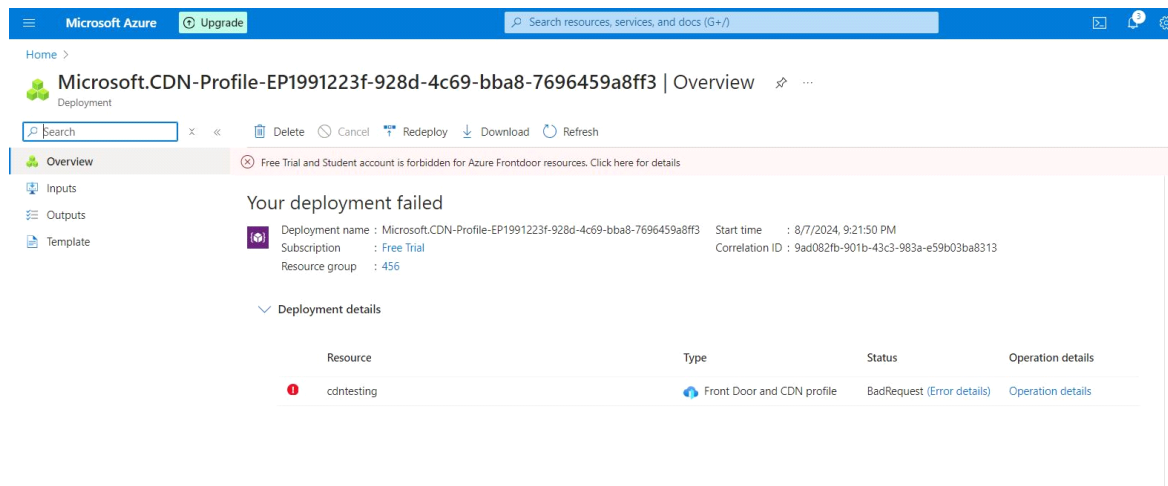 Microsoft Azure
Upgrade
Search resources, services, and docs (G+/)
3
Home >
Microsoft.CDN-Profile-EP1991223f-928d-4c69-bba8-7696459a8ff3 | Overview
Deployment
Search
Delete Cancel Redeploy Download Refresh
Overview
Free Trial and Student account is forbidden for Azure Frontdoor resources. Click here for details
Inputs
Outputs
Template
Your deployment failed
Deployment name : Microsoft.CDN-Profile-EP1991223f-928d-4c69-bba8-7696459a8ff3 Start time : 8/7/2024, 9:21:50 PM
Subscription : Free Trial Correlation ID : 9ad082fb-901b-43c3-983a-e59b03ba8313
Resource group : 456
Deployment details
Resource Type Status Operation details
cdntesting Front Door and CDN profile BadRequest (Error details) Operation details